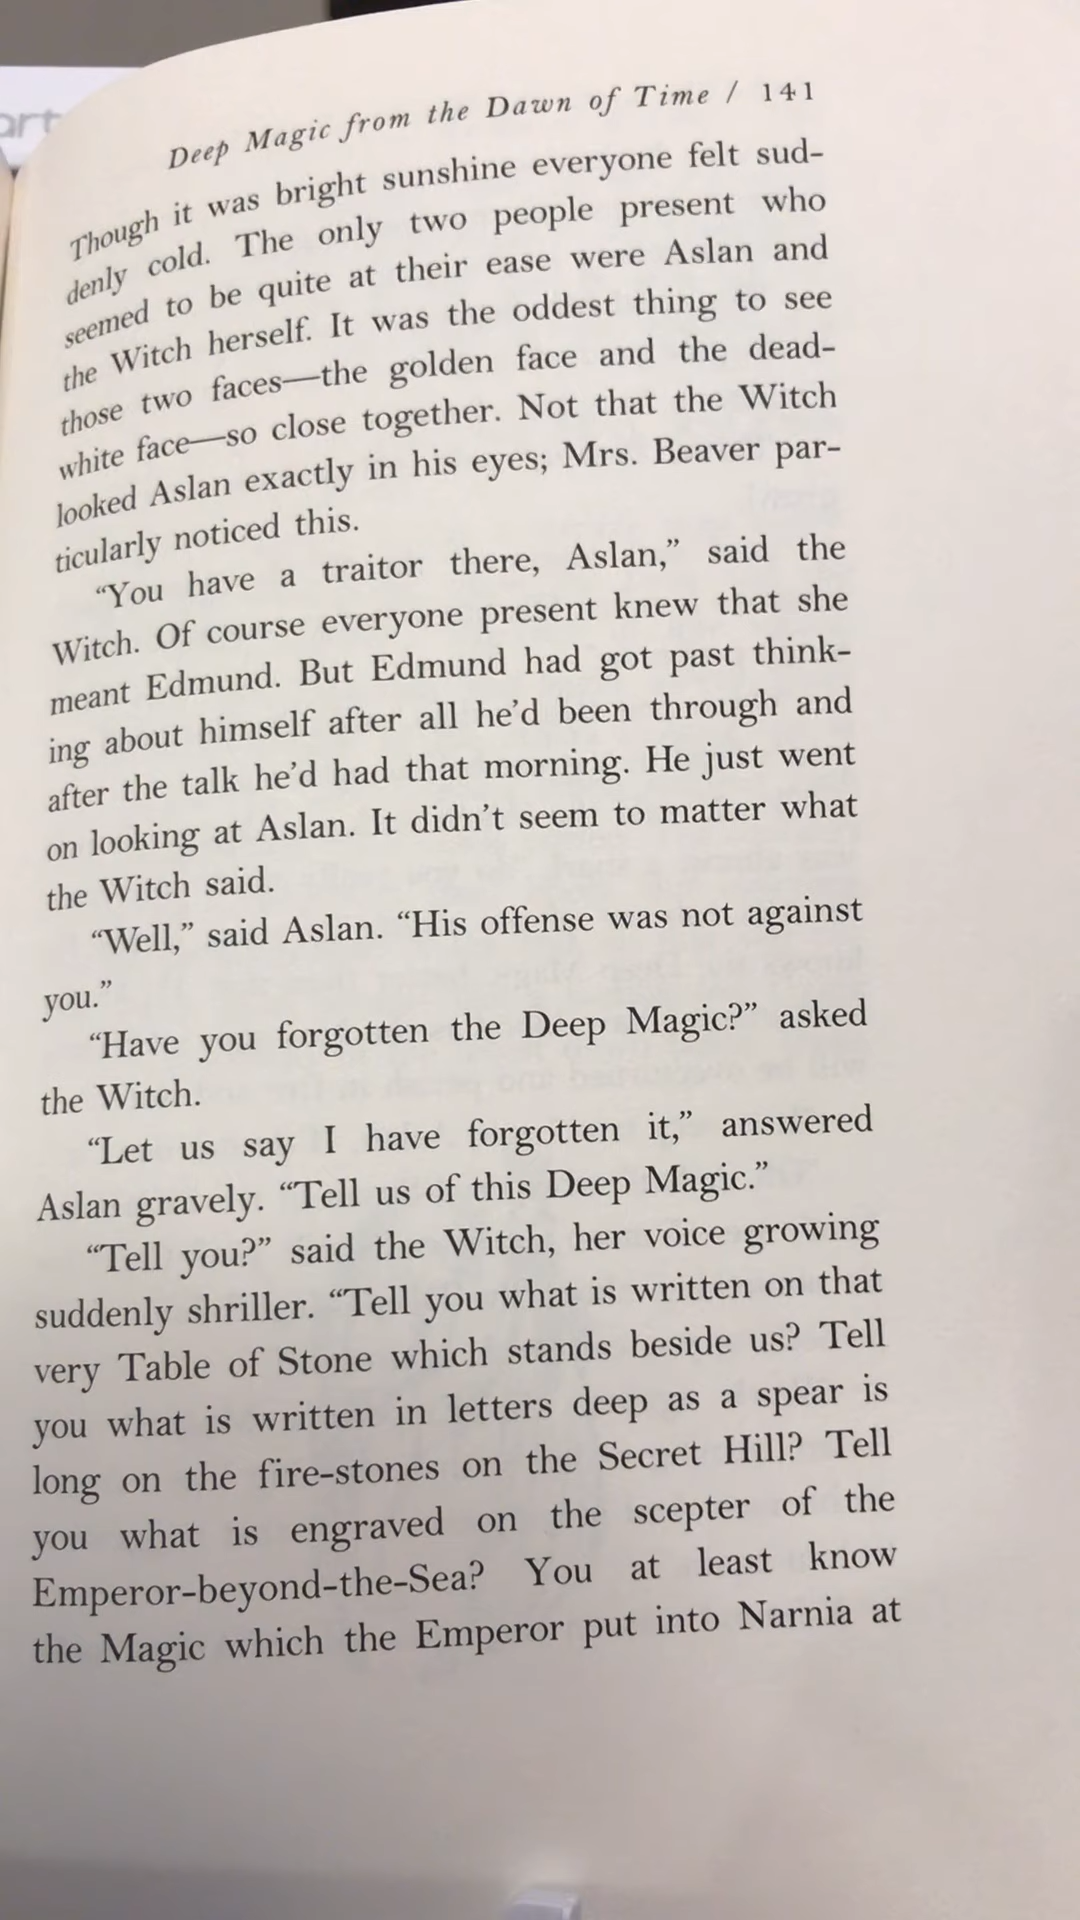 art
Deep Magic from the Dawn of Time / 141
Though it was bright sunshine everyone felt sud-
denly cold. The only two people present who
seemed to be quite at their ease were Aslan and
the Witch herself. It was the oddest thing to see
those two faces—the golden face and the dead-
white face—so close together. Not that the Witch
looked Aslan exactly in his eyes; Mrs. Beaver par-
ticularly noticed this.
“You have a traitor there, Aslan,” said the
Witch. Of course everyone present knew that she
meant Edmund. But Edmund had got past think-
ing about himself after all he’d been through and
after the talk he’d had that morning. He just went
on looking at Aslan. It didn’t seem to matter what
the Witch said.
“Well,” said Aslan. “His offense was not against
you.”
“Have you forgotten the Deep Magic?” asked
the Witch.
“Let us say I have forgotten it,” answered
Aslan gravely. “Tell us of this Deep Magic.”
“Tell you?” said the Witch, her voice growing
suddenly shriller. “Tell you what is written on that
very Table of Stone which stands beside us? Tell
you what is written in letters deep as a spear is
long on the fire-stones on the Secret Hill? Tell
you what is engraved on the scepter of the
Emperor-beyond-the-Sea? You at least know
the Magic which the Emperor put into Narnia at